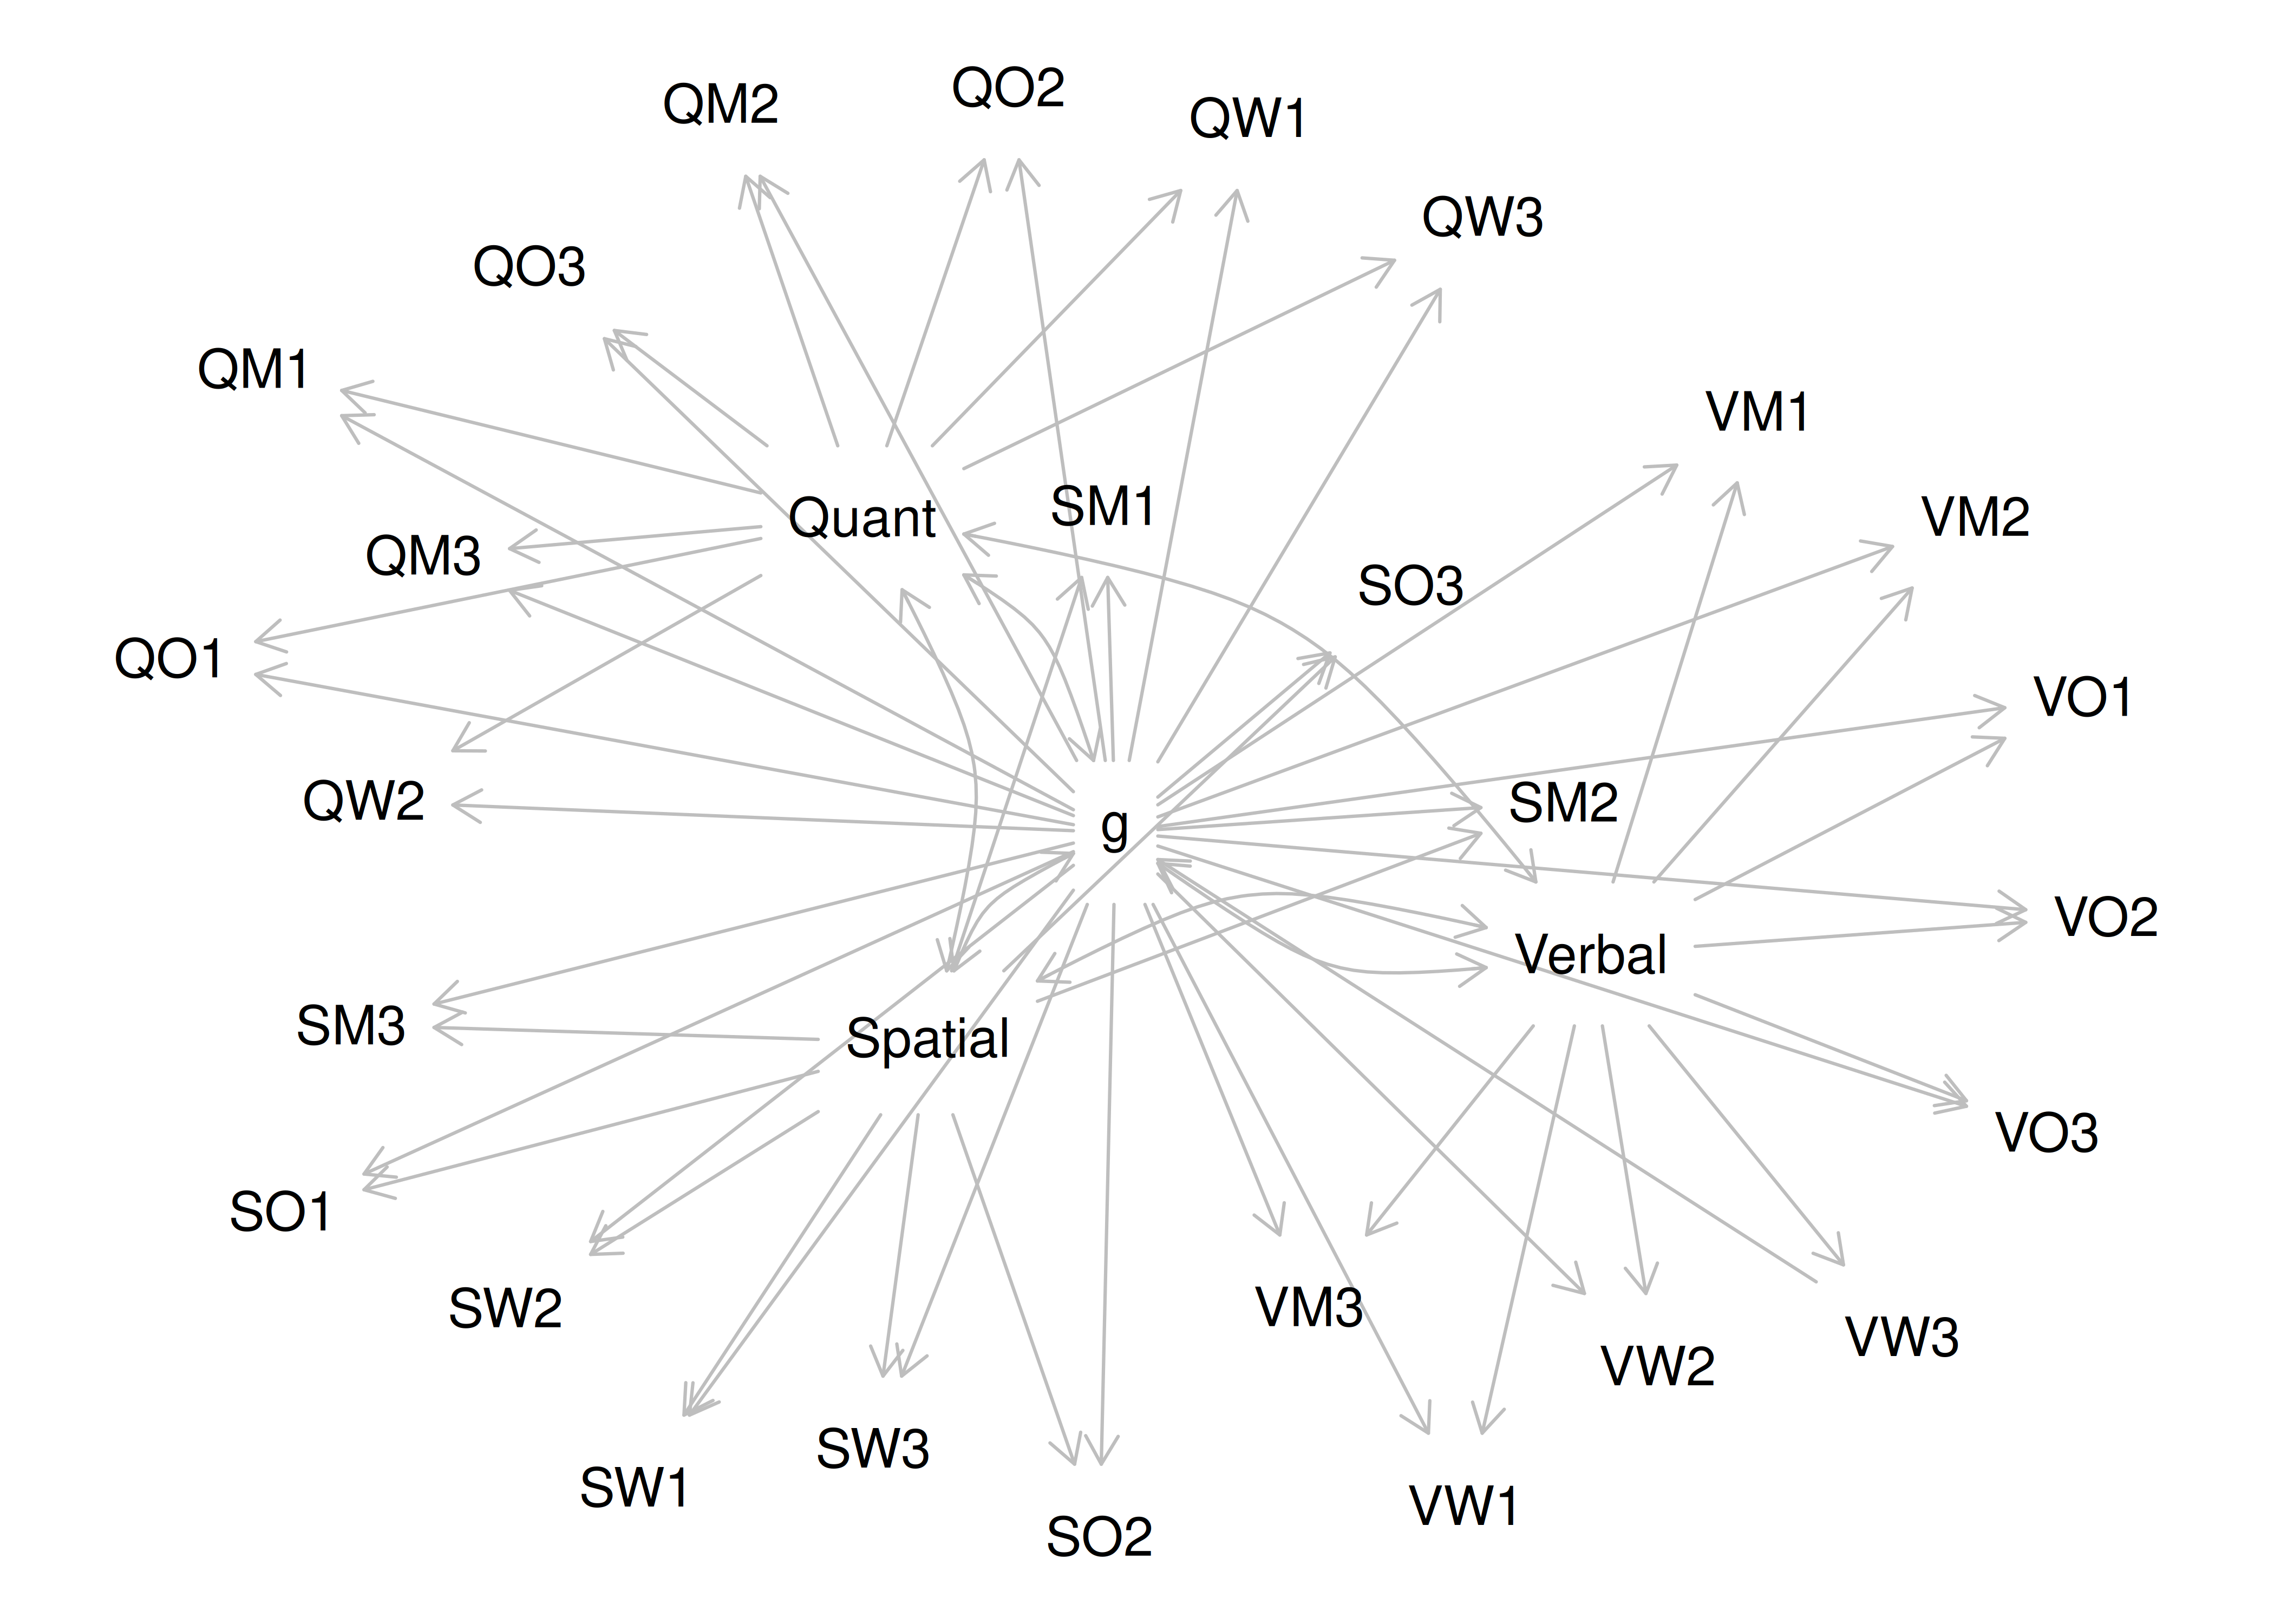 QO2
QM2
QW1
QW3
QO3
QM1
VM1
SM1
Quant
VM2
QM3
SO3
QO1
VO1
QW2
SM2
g
VO2
Verbal
SM3
Spatial
VO3
SO1
SW2
VM3
VW3
VW2
SW3
SW1
VW1
SO2